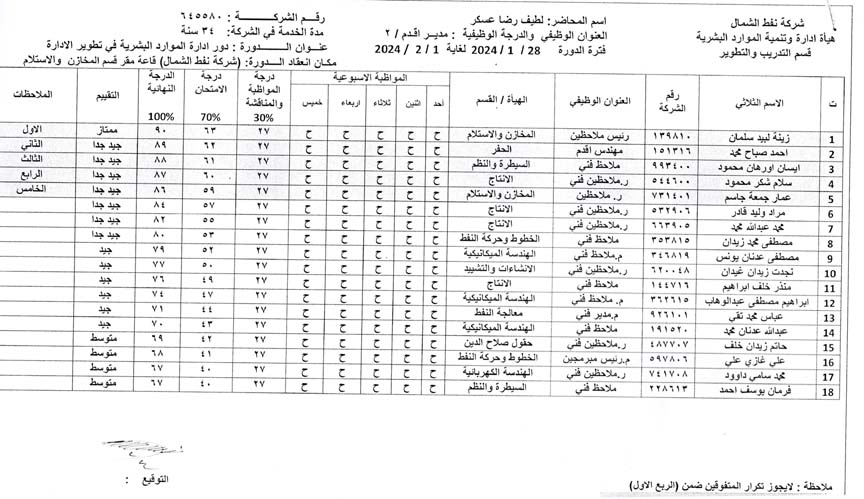 شركة نفط الشمال
هيأة ادارة وتنمية الموارد البشرية
قسم التدريب والتطوير
اسم المحاضر: لطيف رضا عسكر
العنوان الوظيفي والدرجة الوظيفية : مدير اقدم / ٢
فترة الدورة 28 / 1 / 2024 لغاية 1 / 2 / 2024
رقم الشركة : ٦٤٥٥٨٠
مدة الخدمة في الشركة: ٣٤ سنة
عنوان الـــدورة : دور ادارة الموارد البشرية في تطوير الادارة
مكان انعقاد الـدورة: (شركة نفط الشمال) قاعة مقر قسم المخازن والاستلام
ت الاسم الثلاثي رقم الشركة العنوان الوظيفي الهيأة / القسم المواظبة الاسبوعية درجة المواظبة والمناقشة 30% درجة الامتحان 70% الدرجة النهائية 100% التقييم الملاحظات
احد اثنين ثلاثاء اربعاء خميس
1 زينة لبيد سلمان ١٣٩٨١٠ رئيس ملاحظين المخازن والاستلام ح ح ح ح ح ٢٧ ٦٣ ٩٠ ممتاز الاول
2 احمد صباح محمد ١٥١٣١٦ مهندس اقدم الحفر ح ح ح ح ح ٢٧ ٦٢ ٨٩ جيد جدا الثاني
3 ايسان اورهان محمود ٩٩٣٤٠٠ ملاحظ فني السيطرة والنظم ح ح ح ح ح ٢٧ ٦١ ٨٨ جيد جدا الثالث
4 سلام شكر محمود ٥٤٤٦٠٠ ر.ملاحظين فني الانتاج ح ح ح ح ح ٢٧ ٦٠ ٨٧ جيد جدا الرابع
5 عمار جمعة جاسم ٧٣١٤٠١ ر. ملاحظين المخازن والاستلام ح ح ح ح ح ٢٧ ٥٩ ٨٦ جيد جدا الخامس
6 مراد وليد قادر ٥٣٢٩٠٦ ر.ملاحظين فني الانتاج ح ح ح ح ح ٢٧ ٥٧ ٨٤ جيد جدا
7 محمد عبدالله محمد ٦٦٣٩٠٥ ر.ملاحظين فني الانتاج ح ح ح ح ح ٢٧ ٥٥ ٨٢ جيد جدا
8 مصطفى محمد زيدان ٣٥٣٨١٥ ملاحظ فني الخطوط وحركة النفط ح ح ح ح ح ٢٧ ٥٣ ٨٠ جيد جدا
9 مصطفى عدنان يونس ٣٤٦٨١٩ م.ملاحظ فني الهندسة الميكانيكية ح ح ح ح ح ٢٧ ٥٢ ٧٩ جيد
10 نجدت زيدان غيدان ٦٢٠٠٤٨ ر.ملاحظين فني الانشاءات والتشييد ح ح ح ح ح ٢٧ ٥٠ ٧٧ جيد
11 منذر خلف ابراهيم ١٤٤٧١٦ ملاحظ فني الانتاج ح ح ح ح ح ٢٧ ٤٩ ٧٦ جيد
12 ابراهيم مصطفى عبدالوهاب ٣٦٢٦١٥ م. ملاحظ فني الهندسة الميكانيكية ح ح ح ح ح ٢٧ ٤٧ ٧٤ جيد
13 عباس محمد تقي ٩٢٦١٠١ م.مدير فني معالجة النفط ح ح ح ح ح ٢٧ ٤٤ ٧١ جيد
14 عبدالله عدنان محمد ١٩١٥٢٠ ملاحظ فني الهندسة الميكانيكية ح ح ح ح ح ٢٧ ٤٣ ٧٠ جيد
15 حاتم زيدان خلف ٤٨٧٧٠٧ ر.ملاحظين فني حقول صلاح الدين ح ح ح ح ح ٢٧ ٤٢ ٦٩ متوسط
16 علي غازي علي ٥٩٧٨٠٦ م.رئيس مبرمجين الخطوط وحركة النفط ح ح ح ح ح ٢٧ ٤١ ٦٨ متوسط
17 محمد سامي داوود ٧٤١٧٠٨ ر.ملاحظين فني الهندسة الكهربائية ح ح ح ح ح ٢٧ ٤٠ ٦٧ متوسط
18 فرمان يوسف احمد ٢٢٨٦١٣ ملاحظ فني السيطرة والنظم ح ح ح ح ح ٢٧ ٤٠ ٦٧ متوسط
التوقيع :
ملاحظة : لايجوز تكرار المتفوقين ضمن (الربع الاول)